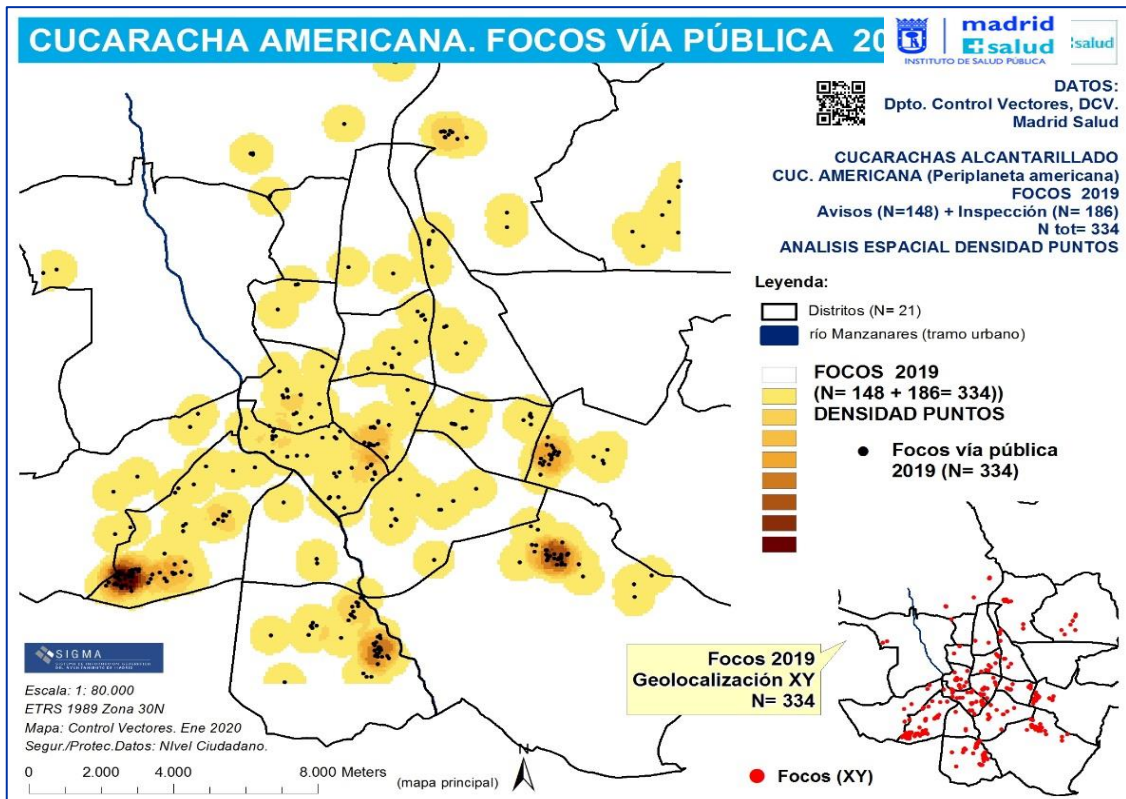 CUCARACHA AMERICANA. FOCOS VÍA PÚBLICA 20
madrid
salud
INSTITUTO DE SALUD PÚBLICA
salud
DATOS:
Dpto. Control Vectores, DCV.
Madrid Salud
CUCARACHAS ALCANTARILLADO
CUC. AMERICANA (Periplaneta americana)
FOCOS 2019
Avisos (N=148) + Inspección (N= 186)
N tot= 334
ANALISIS ESPACIAL DENSIDAD PUNTOS
Leyenda:
Distritos (N= 21)
río Manzanares (tramo urbano)
FOCOS 2019
(N= 148 + 186= 334))
DENSIDAD PUNTOS
Focos vía pública
2019 (N= 334)
Focos 2019
Geolocalización XY
N= 334
Focos (XY)
SIGMA
Escala: 1: 80.000
ETRS 1989 Zona 30N
Mapa: Control Vectores. Ene 2020
Segur./Protec.Datos: NIvel Ciudadano.
0 2.000 4.000 8.000 Meters
(mapa principal)
N